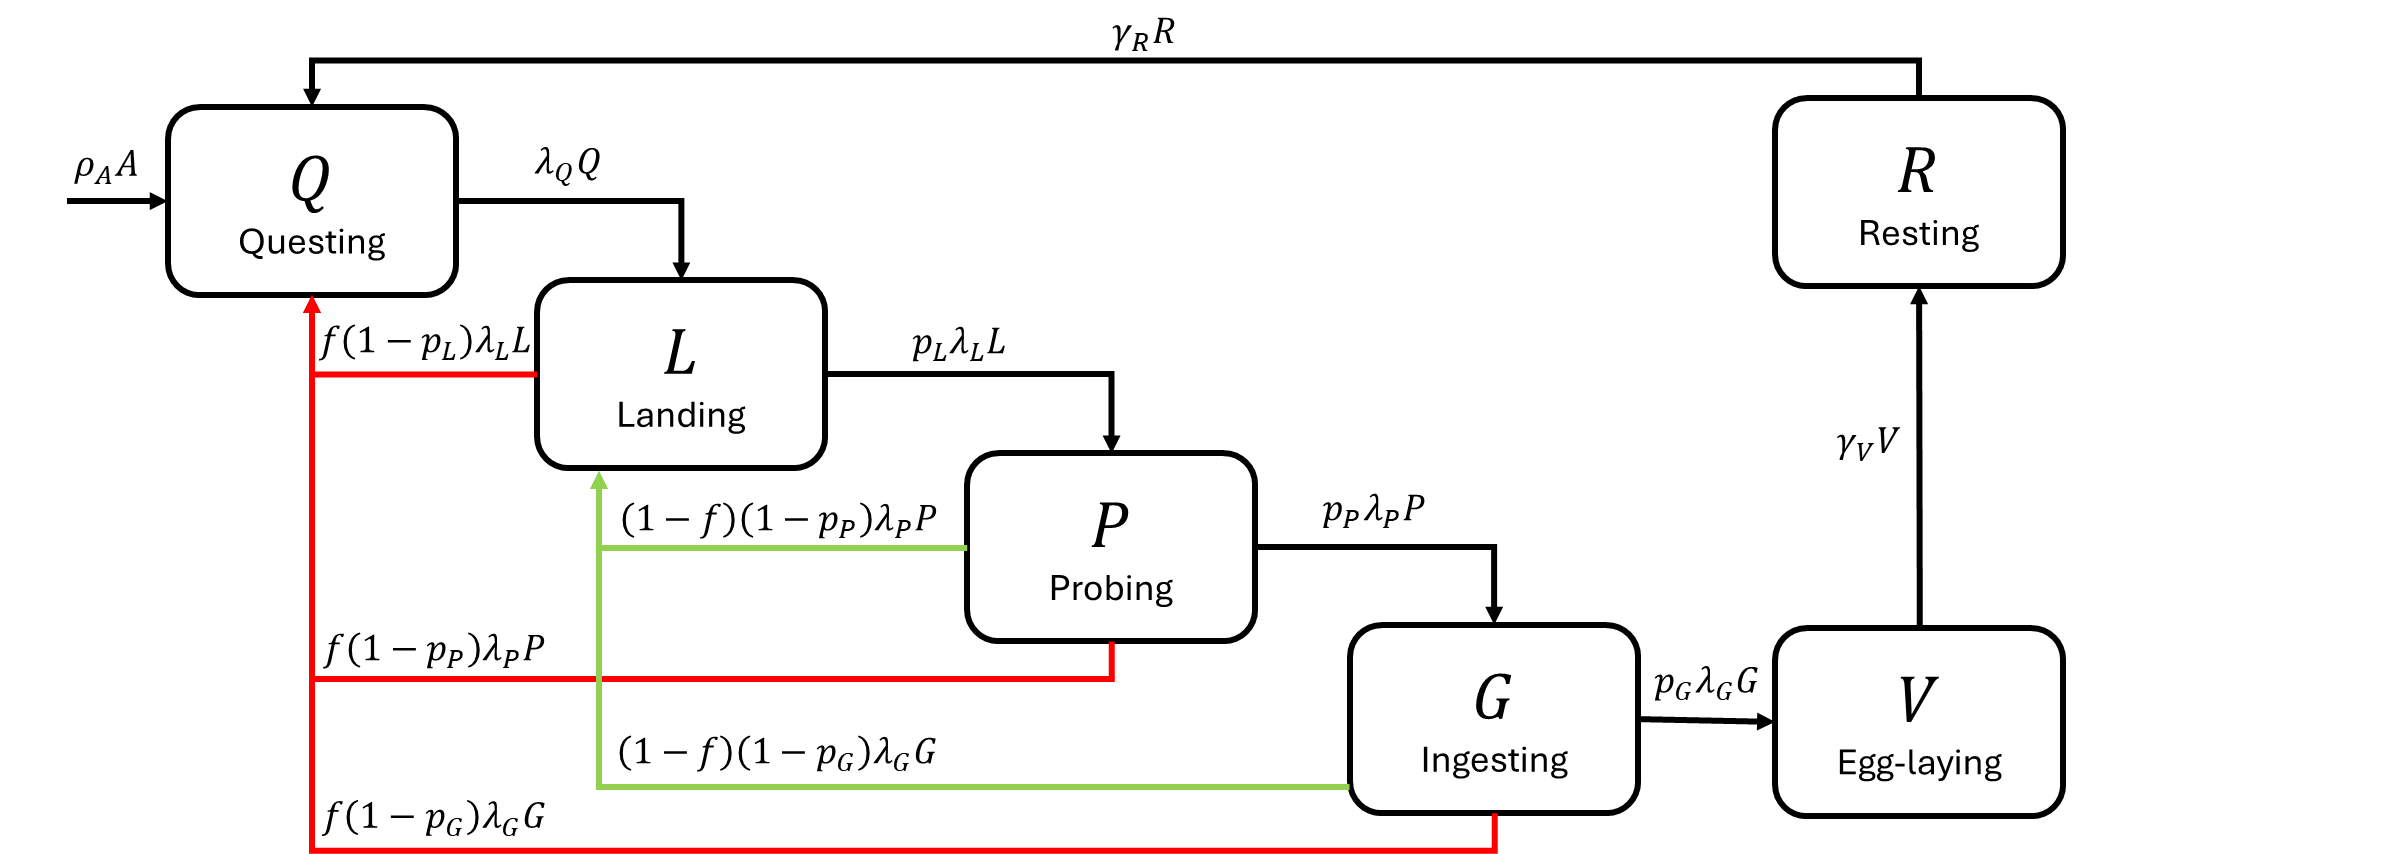 γ_R R
ρ_A A
Q
Questing
λ_Q Q
R
Resting
f(1 − p_L)λ_L L
L
Landing
p_L λ_L L
γ_V V
(1 − f)(1 − p_P)λ_P P
P
Probing
p_P λ_P P
f(1 − p_P)λ_P P
(1 − f)(1 − p_G)λ_G G
G
Ingesting
p_G λ_G G
V
Egg-laying
f(1 − p_G)λ_G G